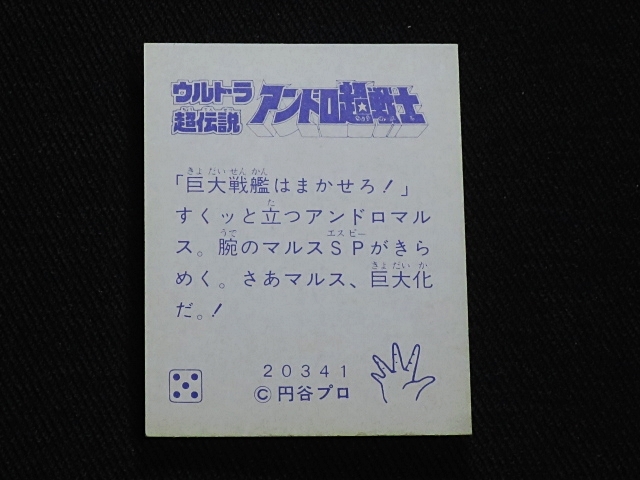 ウルトラ
超伝説
アンドロ超戦士
「巨大戦艦はまかせろ！」
すくッと立つアンドロマル
ス。腕のマルスＳＰがきら
めく。さあマルス、巨大化
だ。！
20341
©円谷プロ